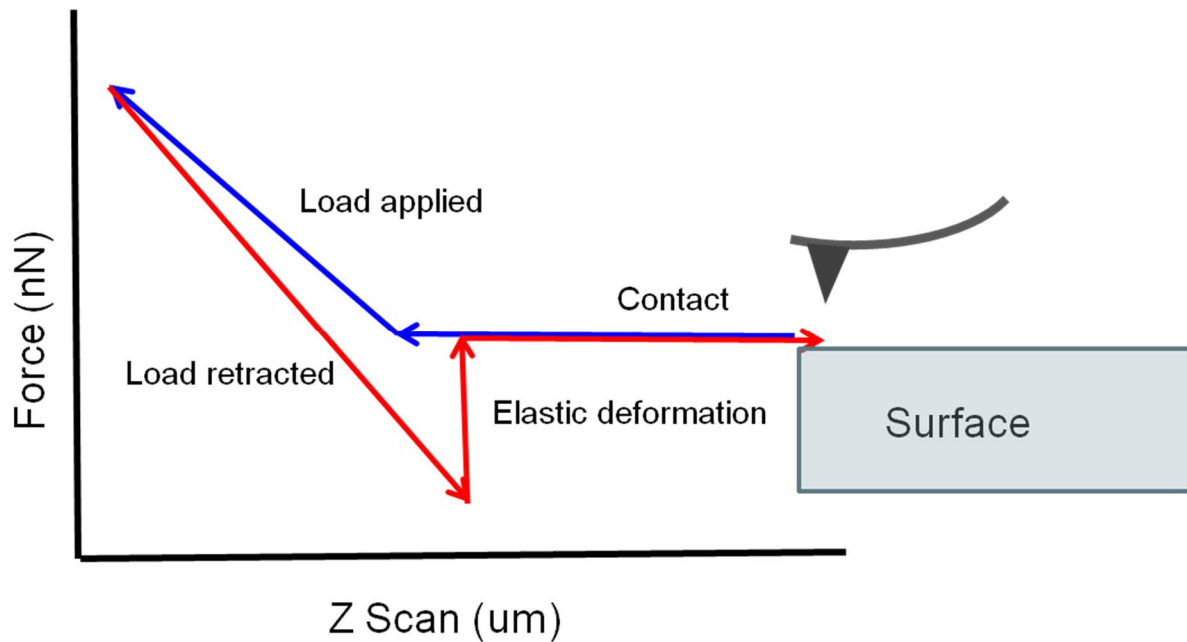 Load applied
Contact
Load retracted
Elastic deformation
Surface
Force (nN)
Z Scan (um)